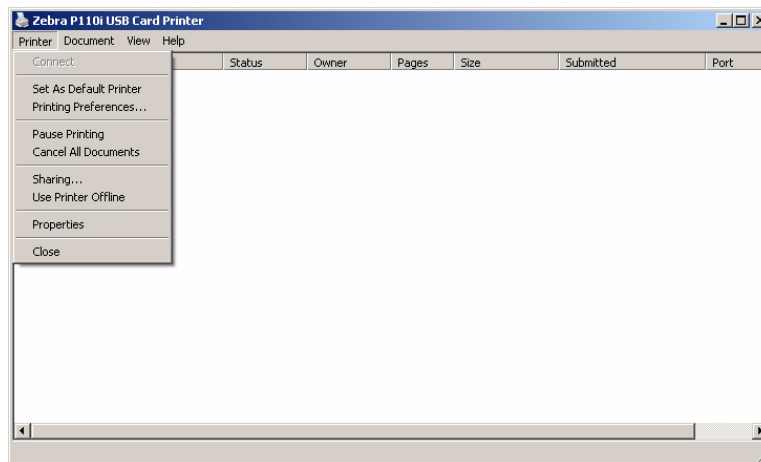 Zebra P110i USB Card Printer
Printer Document View Help
Status Owner Pages Size Submitted Port
Connect
Set As Default Printer
Printing Preferences...
Pause Printing
Cancel All Documents
Sharing...
Use Printer Offline
Properties
Close